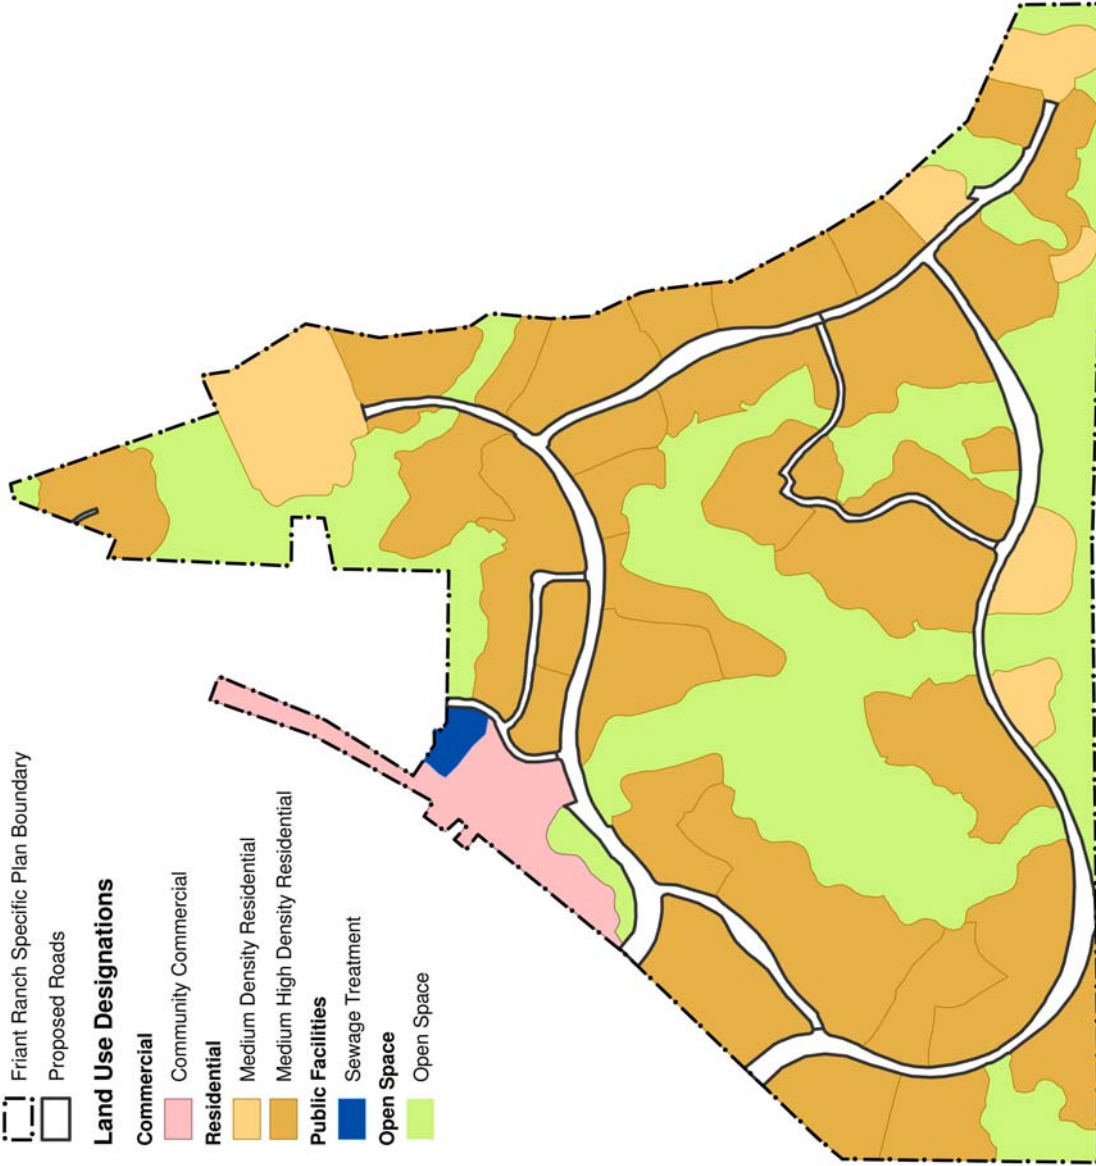 Friant Ranch Specific Plan Boundary
Proposed Roads
Land Use Designations
Commercial
Community Commercial
Residential
Medium Density Residential
Medium High Density Residential
Public Facilities
Sewage Treatment
Open Space
Open Space